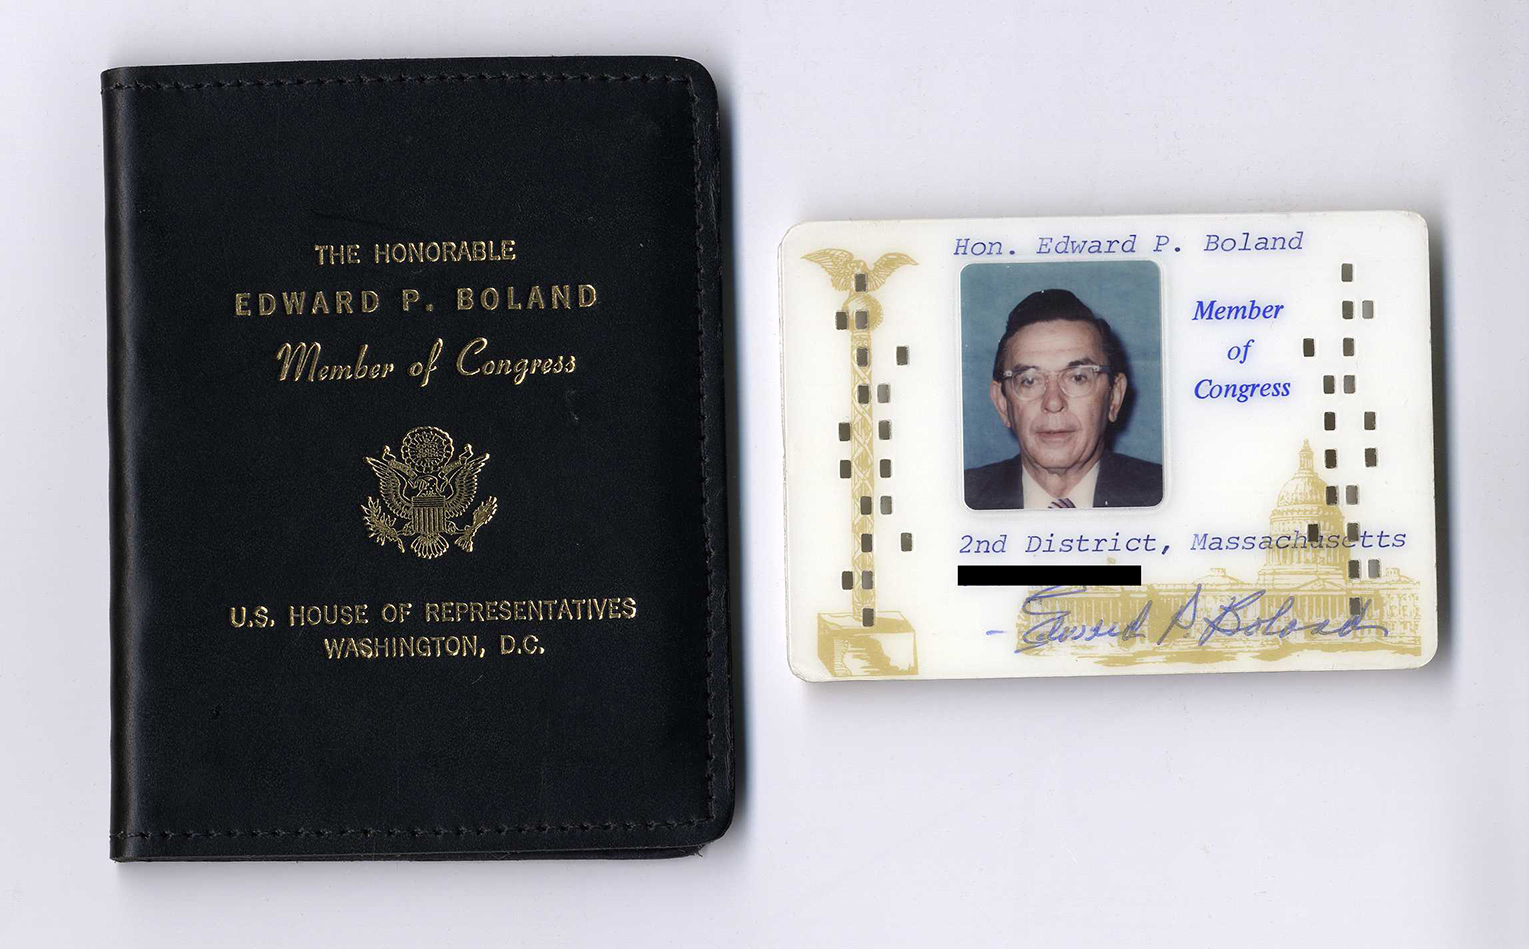 THE HONORABLE
EDWARD P. BOLAND
Member of Congress
U.S. HOUSE OF REPRESENTATIVES
WASHINGTON, D.C.
Hon. Edward P. Boland
Member
of
Congress
2nd District, Massachusetts
- Edward P. Boland